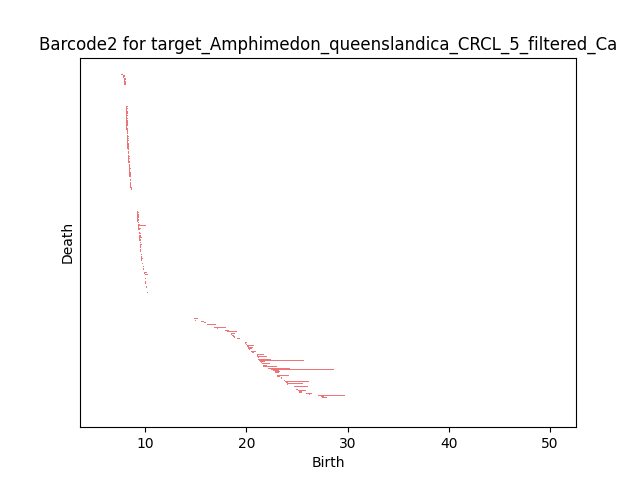 Barcode2 for target_Amphimedon_queenslandica_CRCL_5_filtered_Ca
Death
10 20 30 40 50
Birth